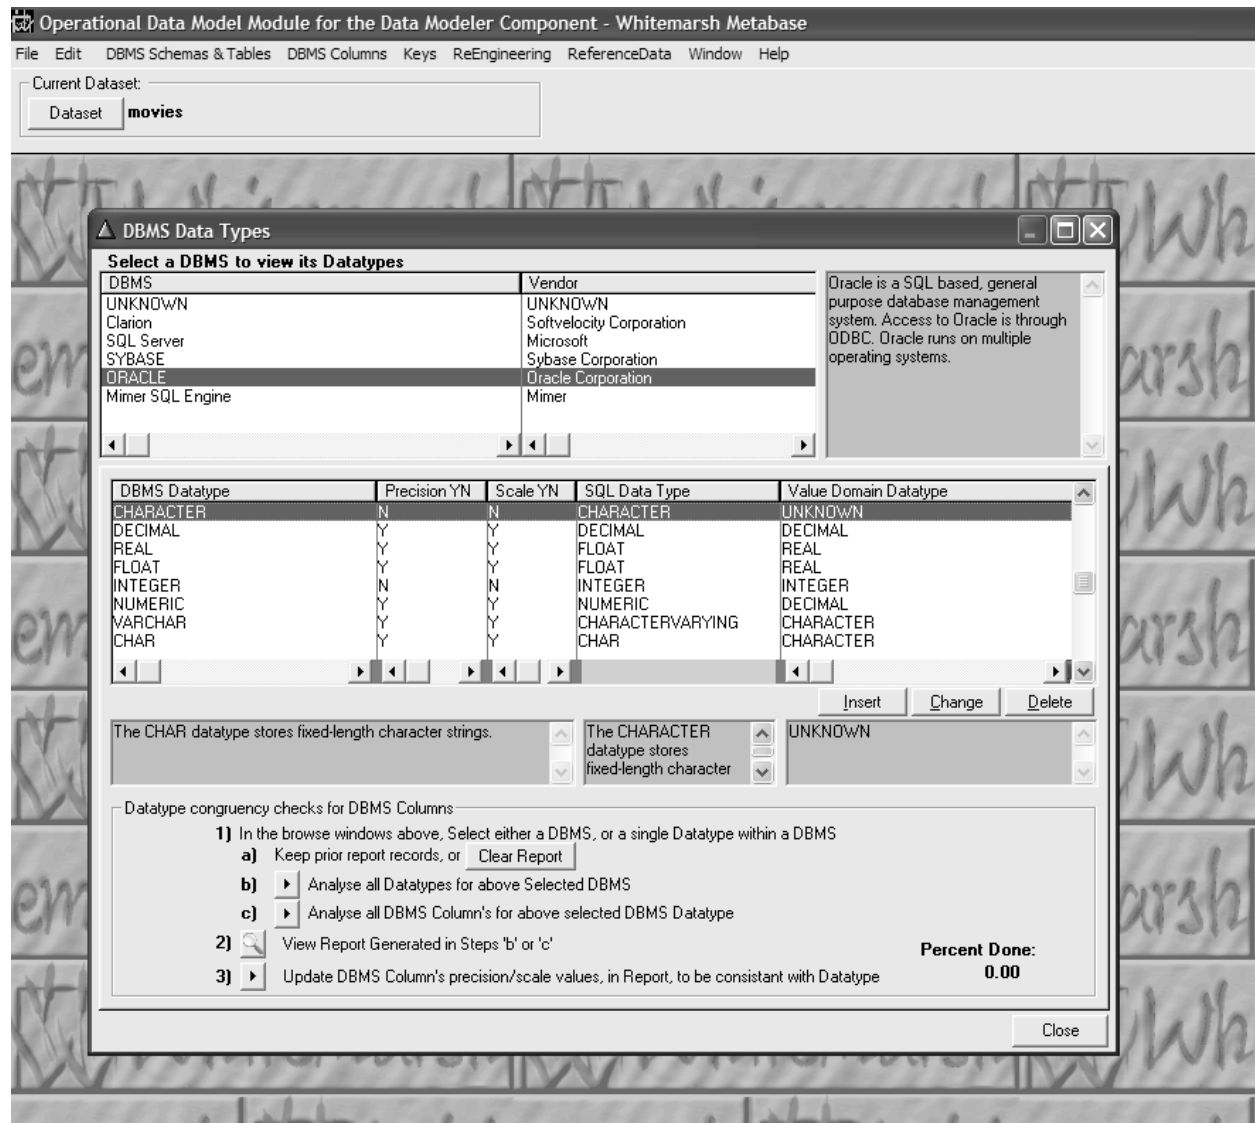 Operational Data Model Module for the Data Modeler Component - Whitemarsh Metabase
File Edit DBMS Schemas & Tables DBMS Columns Keys ReEngineering ReferenceData Window Help
Current Dataset:
Dataset movies
DBMS Data Types
Select a DBMS to view its Datatypes
DBMS Vendor
UNKNOWN UNKNOWN
Clarion Softvelocity Corporation
SQL Server Microsoft
SYBASE Sybase Corporation
ORACLE Oracle Corporation
Mimer SQL Engine Mimer
Oracle is a SQL based, general
purpose database management
system. Access to Oracle is through
ODBC. Oracle runs on multiple
operating systems.
DBMS Datatype Precision YN Scale YN SQL Data Type Value Domain Datatype
CHARACTER N N CHARACTER UNKNOWN
DECIMAL Y Y DECIMAL DECIMAL
REAL Y Y FLOAT REAL
FLOAT Y Y FLOAT REAL
INTEGER N N INTEGER INTEGER
NUMERIC Y Y NUMERIC DECIMAL
VARCHAR Y Y CHARACTERVARYING CHARACTER
CHAR Y Y CHAR CHARACTER
Insert Change Delete
The CHAR datatype stores fixed-length character strings.
The CHARACTER
datatype stores
fixed-length character
UNKNOWN
Datatype congruency checks for DBMS Columns
1) In the browse windows above, Select either a DBMS, or a single Datatype within a DBMS
a) Keep prior report records, or Clear Report
b) Analyse all Datatypes for above Selected DBMS
c) Analyse all DBMS Column's for above selected DBMS Datatype
2) View Report Generated in Steps 'b' or 'c'
3) Update DBMS Column's precision/scale values, in Report, to be consistant with Datatype
Percent Done:
0.00
Close